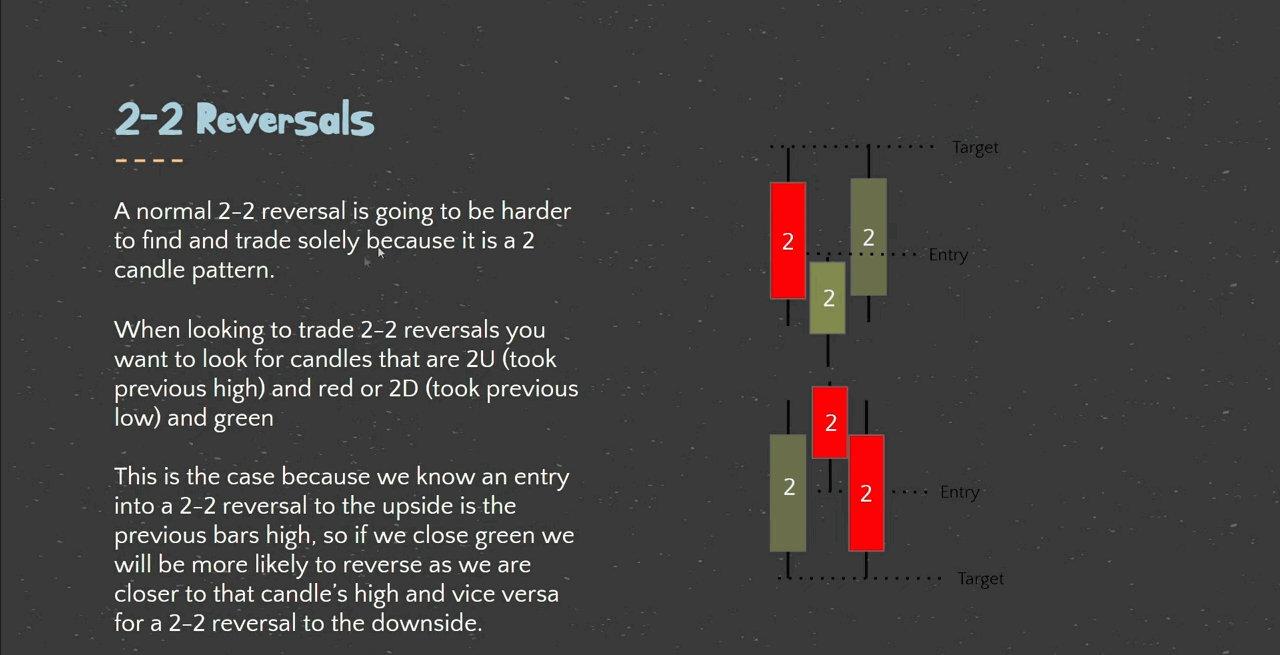 2-2 Reversals
A normal 2-2 reversal is going to be harder
to find and trade solely because it is a 2
candle pattern.
When looking to trade 2-2 reversals you
want to look for candles that are 2U (took
previous high) and red or 2D (took previous
low) and green
This is the case because we know an entry
into a 2-2 reversal to the upside is the
previous bars high, so if we close green we
will be more likely to reverse as we are
closer to that candle's high and vice versa
for a 2-2 reversal to the downside.
Target
2
2
Entry
2
2
2
2
Entry
Target